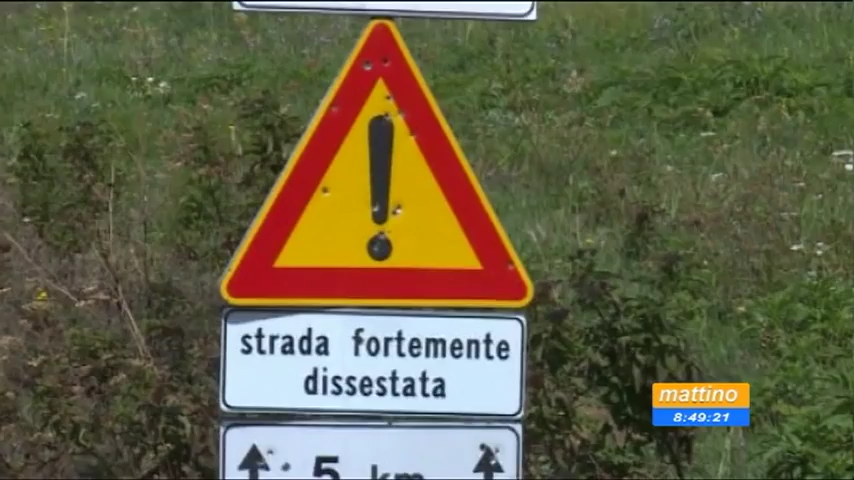 !
strada fortemente
dissestata
5 km
mattino
8:49:21